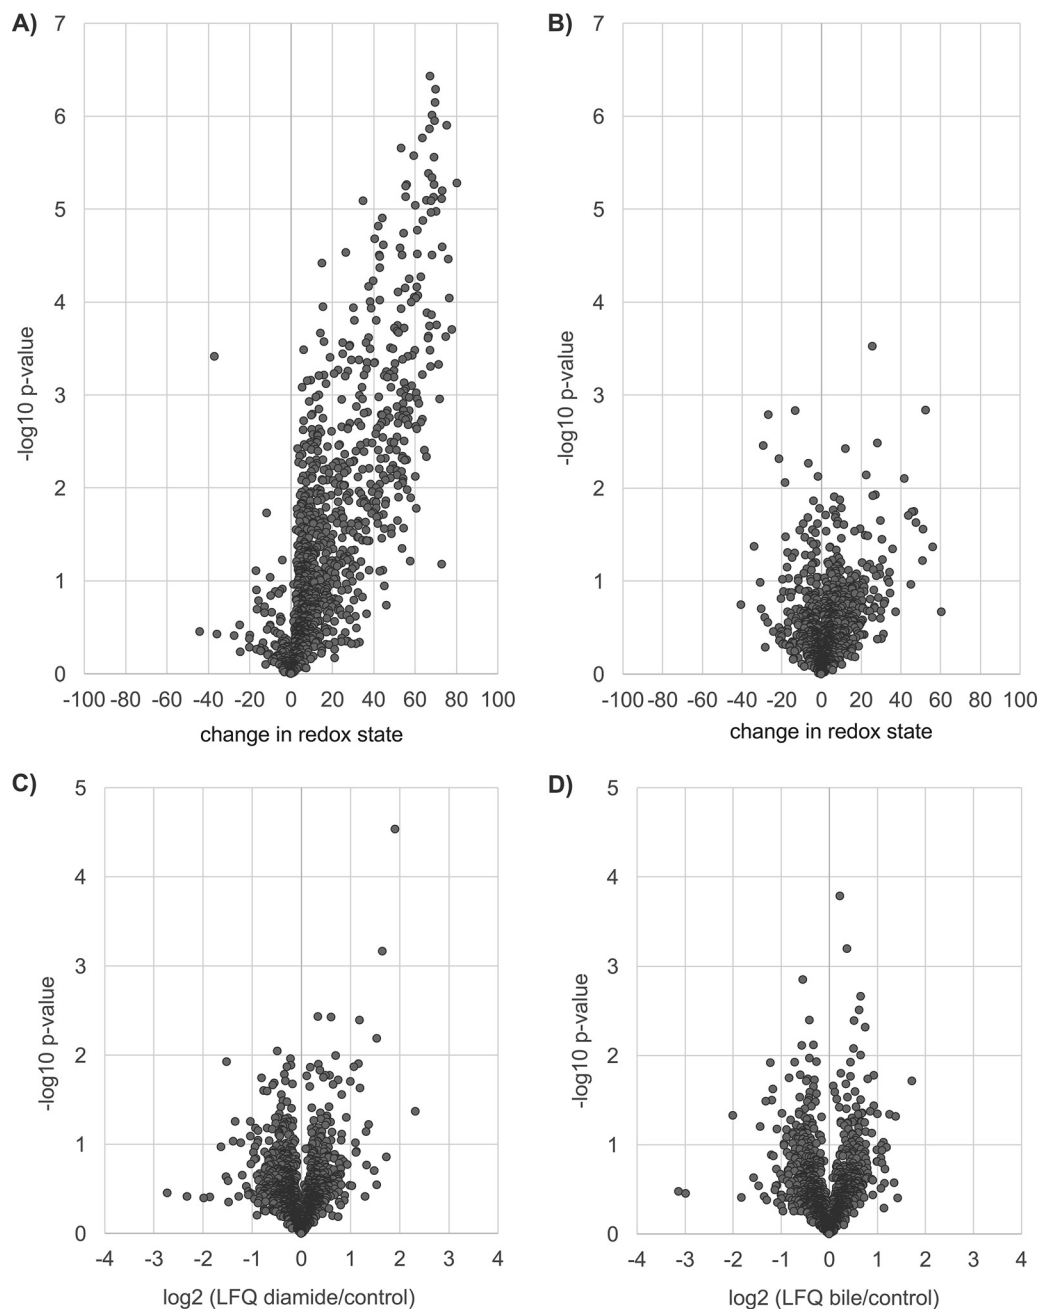 A)
7
6
5
4
3
2
1
0
-log10 p-value
-100 -80 -60 -40 -20 0 20 40 60 80 100
change in redox state
B)
7
6
5
4
3
2
1
0
-log10 p-value
-100 -80 -60 -40 -20 0 20 40 60 80 100
change in redox state
C)
5
4
3
2
1
0
-log10 p-value
-4 -3 -2 -1 0 1 2 3 4
log2 (LFQ diamide/control)
D)
5
4
3
2
1
0
-log10 p-value
-4 -3 -2 -1 0 1 2 3 4
log2 (LFQ bile/control)